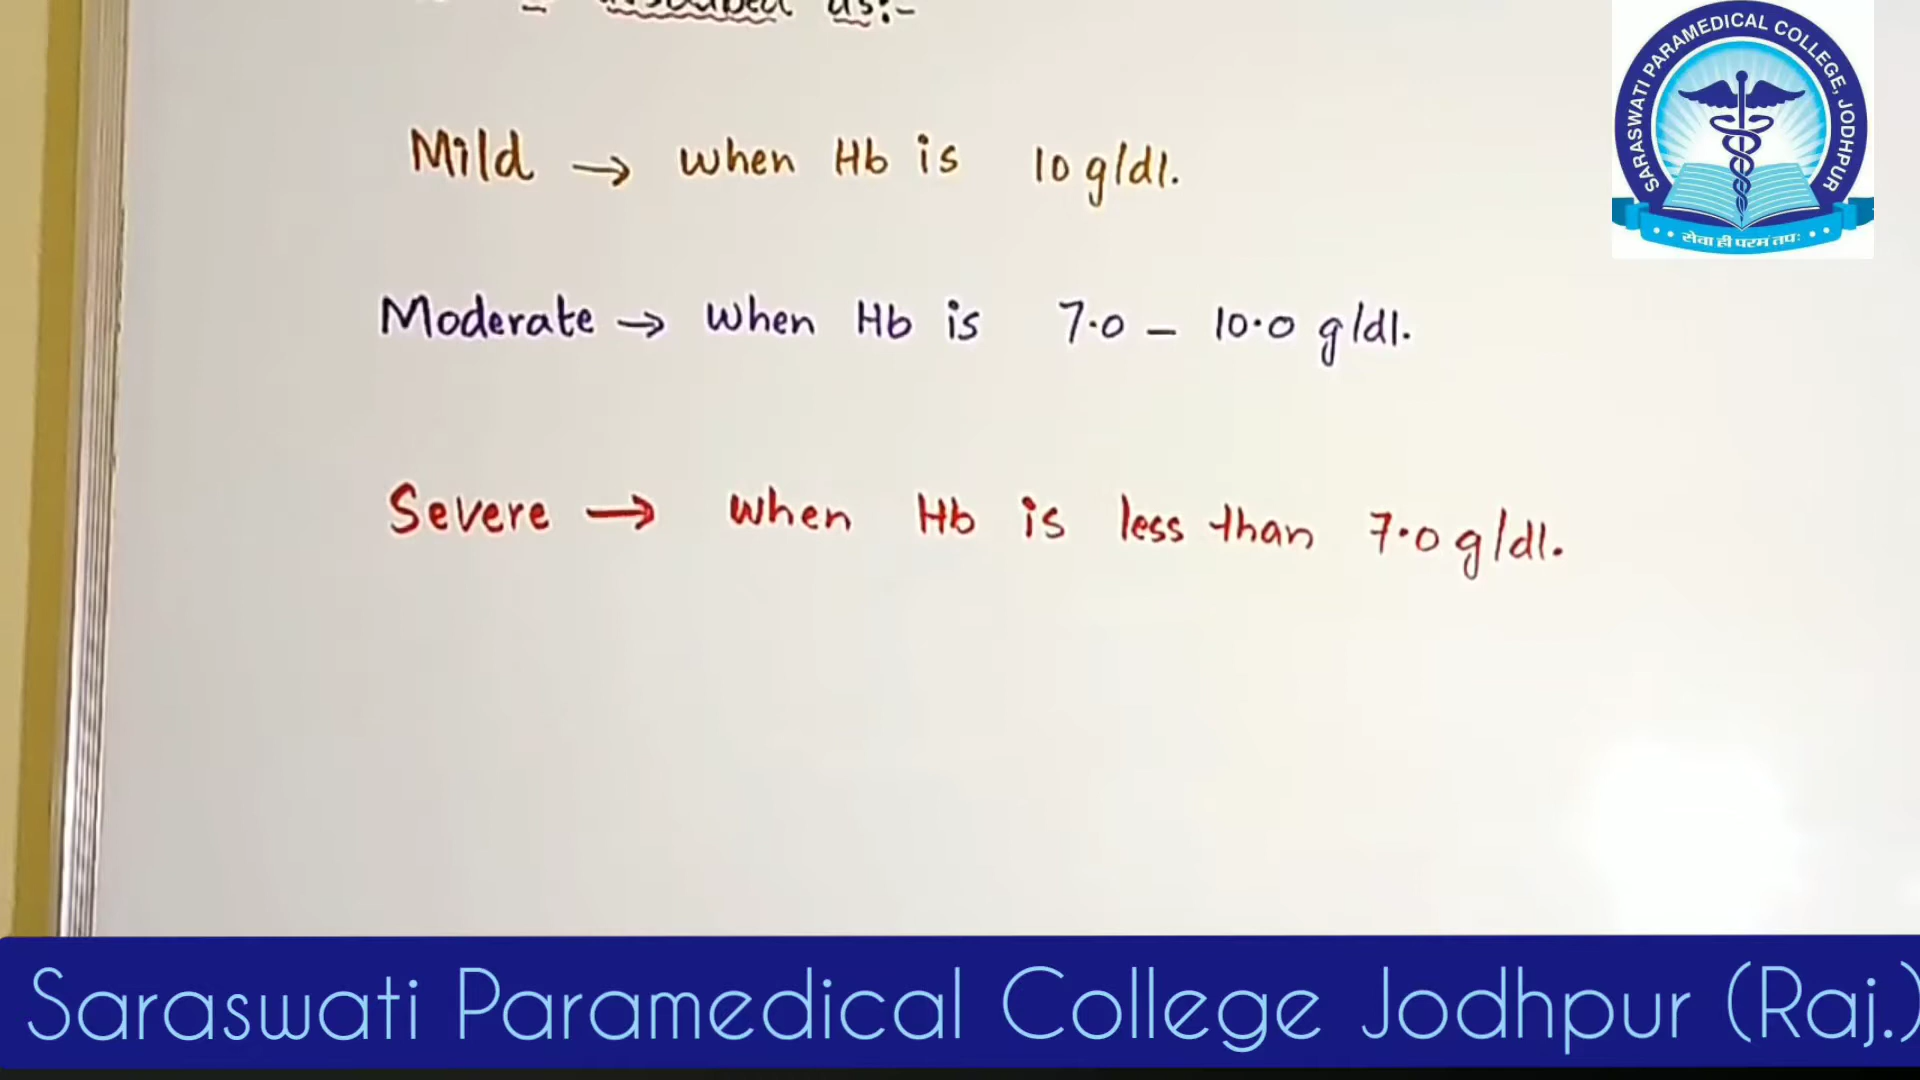 as:-
Mild → when Hb is 10 g/dl.
Moderate → when Hb is 7.0 – 10.0 g/dl.
Severe → when Hb is less than 7.0 g/dl.
SARASWATI PARAMEDICAL COLLEGE, JODHPUR
सेवा ही परमं तपः
Saraswati Paramedical College Jodhpur (Raj.)